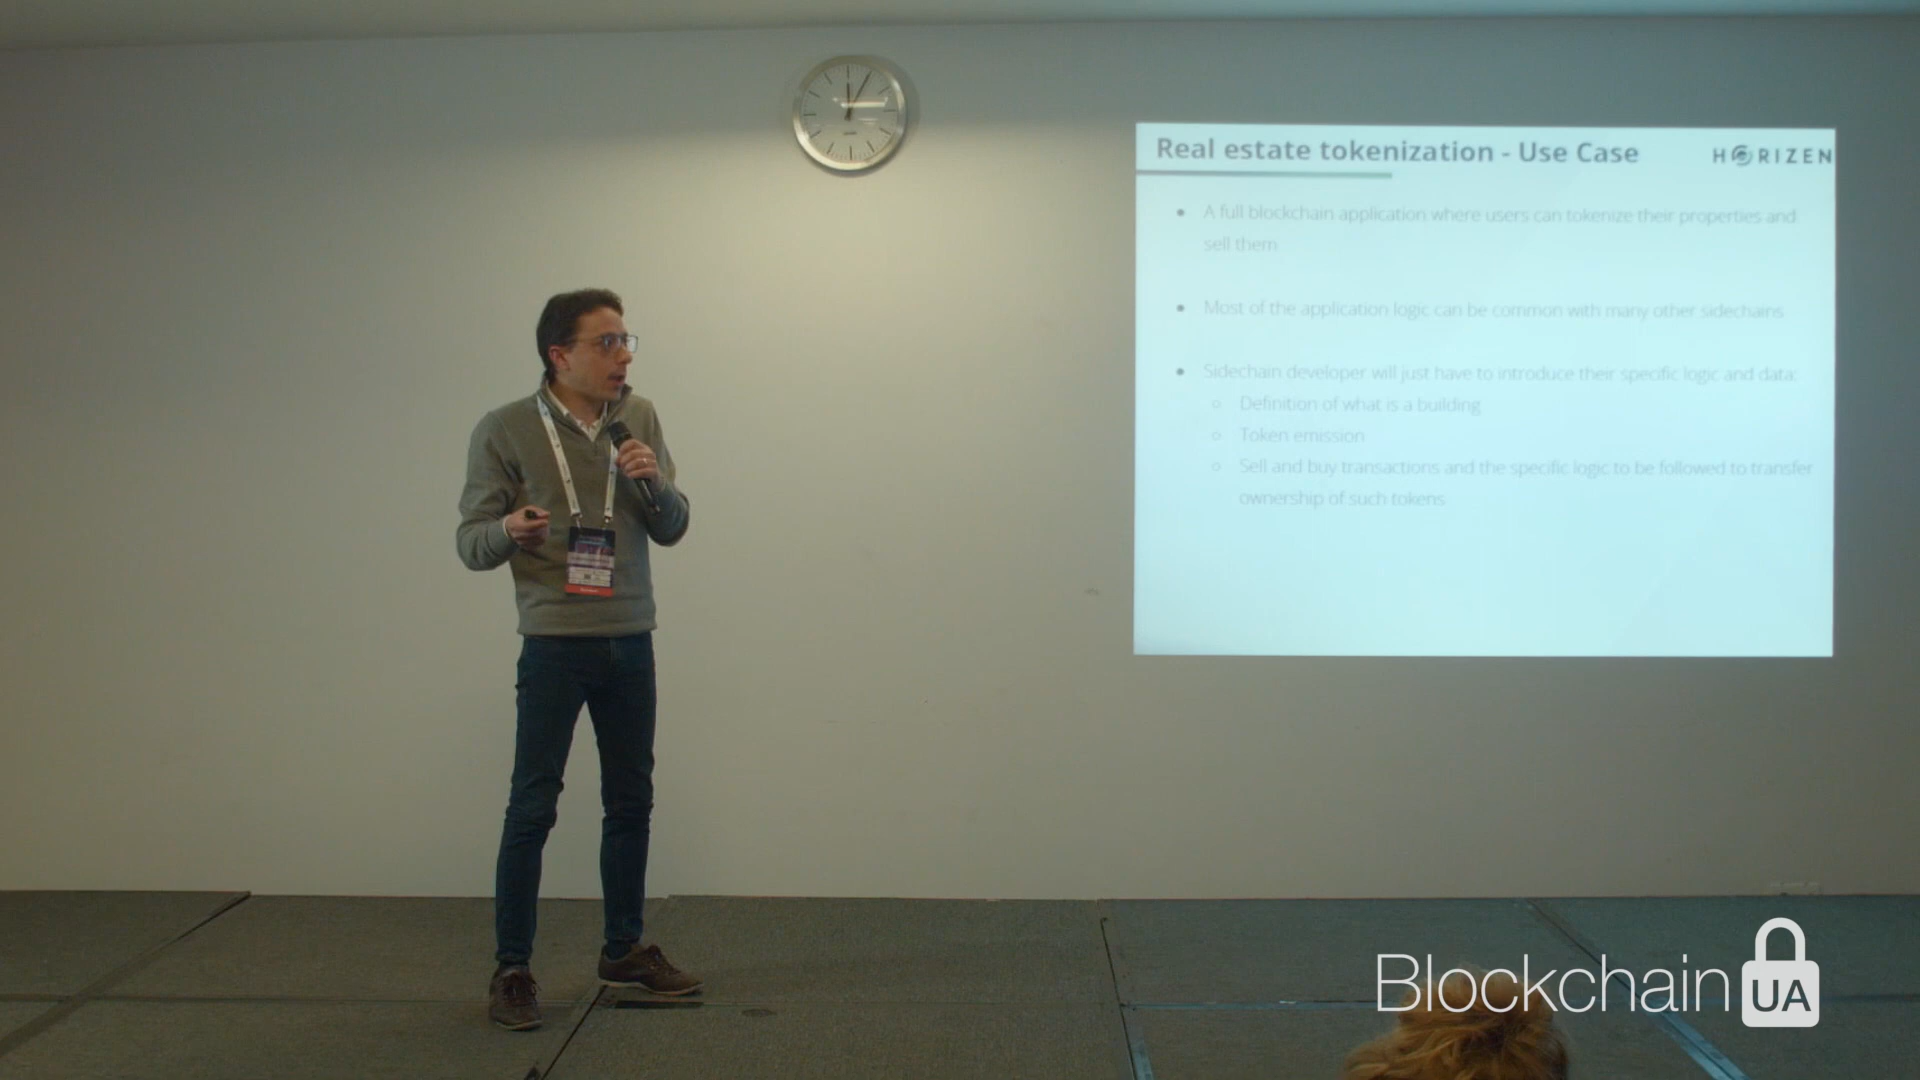 Real estate tokenization - Use Case
HORIZEN
• A full blockchain application where users can tokenize their properties and
sell them
• Most of the application logic can be common with many other sidechains
• Sidechain developer will just have to introduce their specific logic and data:
○ Definition of what is a building
○ Token emission
○ Sell and buy transactions and the specific logic to be followed to transfer
ownership of such tokens
Blockchain UA